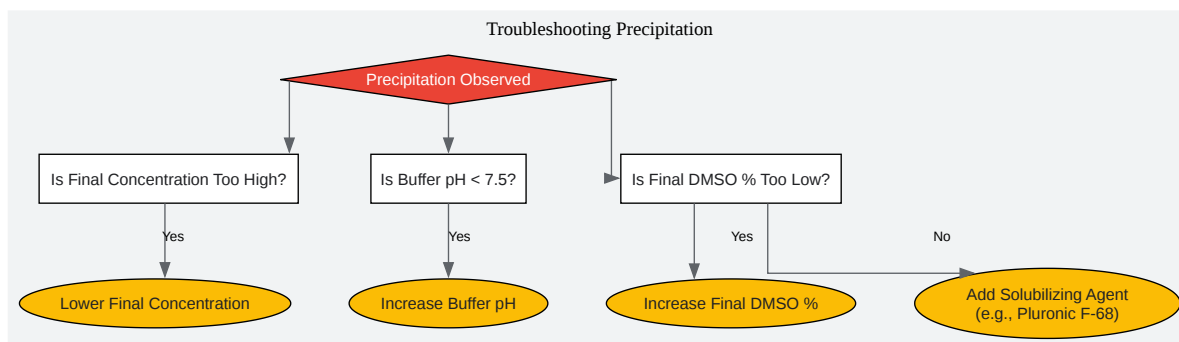 Troubleshooting Precipitation
Precipitation Observed
Is Final Concentration Too High?
Is Buffer pH < 7.5?
Is Final DMSO % Too Low?
Yes
Yes
Yes
No
Lower Final Concentration
Increase Buffer pH
Increase Final DMSO %
Add Solubilizing Agent
(e.g., Pluronic F-68)